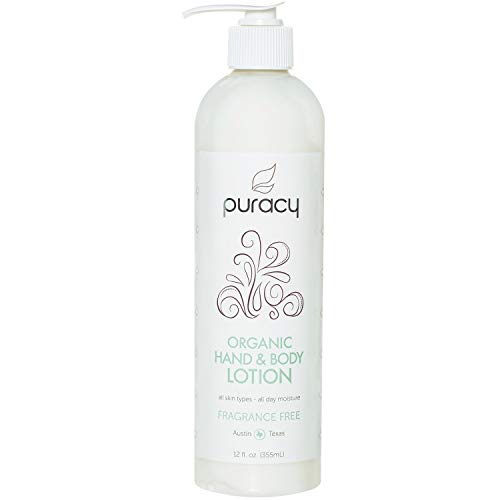 puracy
ORGANIC
HAND & BODY
LOTION
all skin types - all day moisture
FRAGRANCE FREE
Austin Texas
12 fl. oz. (355mL)